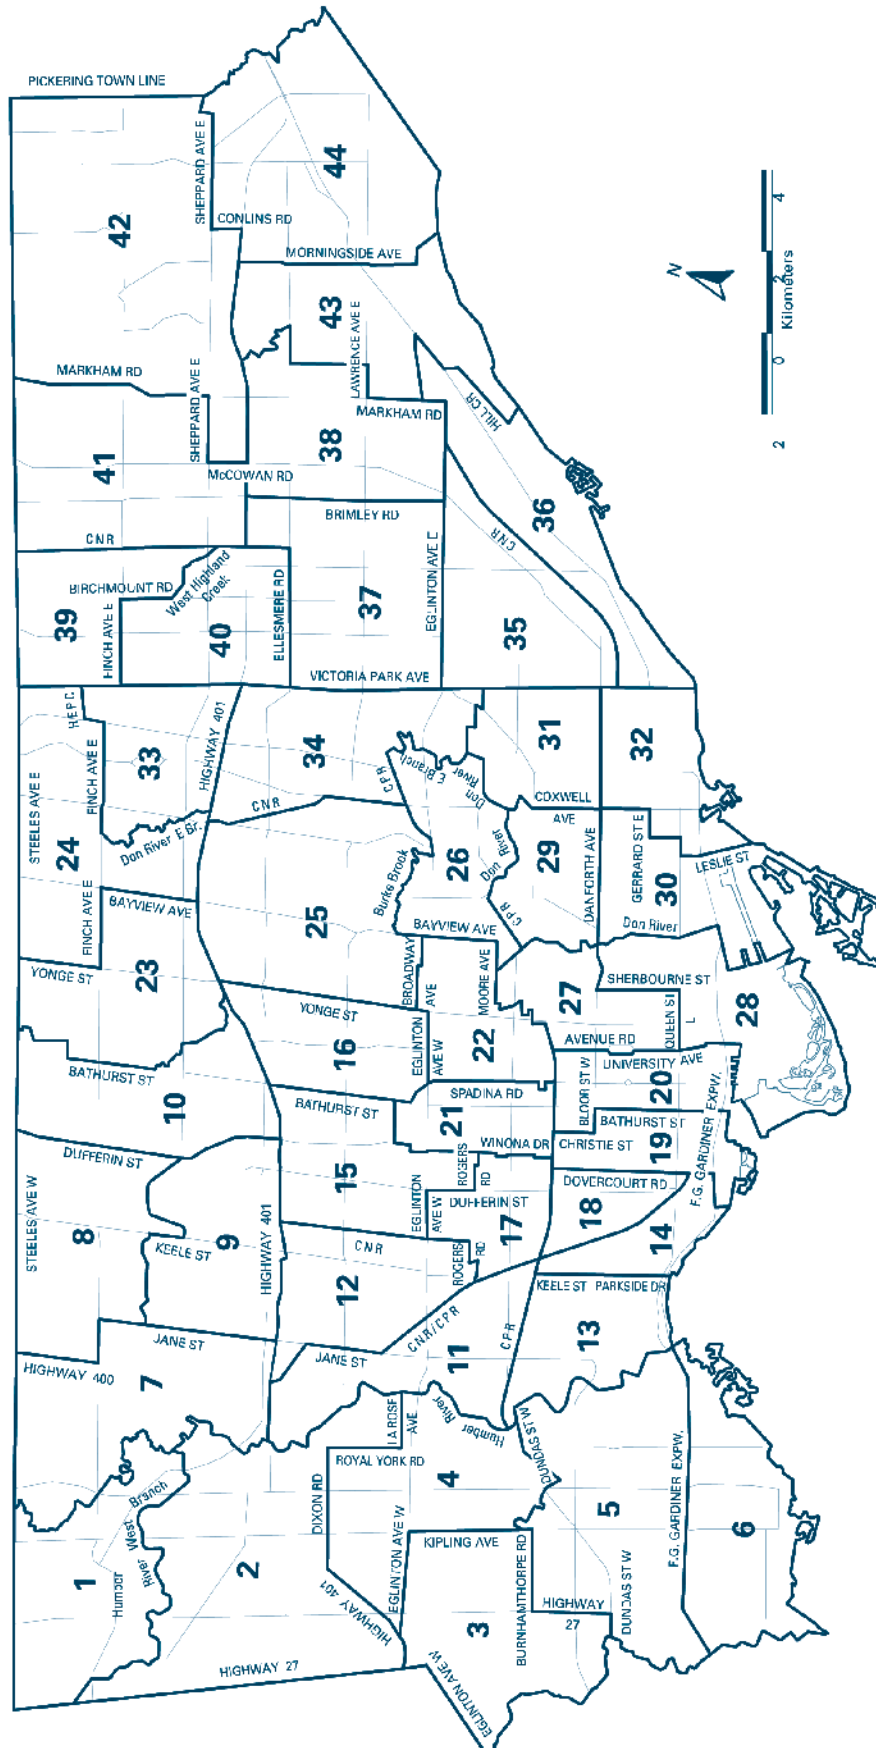 PICKERING TOWN LINE
SHEPPARD AVE E
CONLINS RD
MORNINGSIDE AVE
42
44
43
MARKHAM RD
SHEPPARD AVE E
LAWRENCE AVE E
MARKHAM RD
HILL CR
41
38
McCOWAN RD
BRIMLEY RD
CNR
36
CNR
BIRCHMOUNT RD
West Highland
Creek
39
FINCH AVE E
40
ELLESMERE RD
37
EGLINTON AVE E
35
VICTORIA PARK AVE
N
2
0
2
4
Kilometers
H.E.P.C.
STEELES AVE E
FINCH AVE E
33
HIGHWAY 401
34
CPR
E Branch
Don
River
31
32
24
CNR
COXWELL
AVE
Don River E Br.
FINCH AVE E
BAYVIEW AVE
25
Burke Brook
26
Don River
CPR
29
DANFORTH AVE
GERRARD ST E
30
LESLIE ST
Don River
YONGE ST
23
BAYVIEW AVE
BROADWAY
AVE
MOORE AVE
27
SHERBOURNE ST
28
YONGE ST
16
EGLINTON
AVE W
22
AVENUE RD
QUEEN ST
BATHURST ST
10
BATHURST ST
SPADINA RD
BLOOR ST W
UNIVERSITY AVE
20
21
WINONA DR
CHRISTIE ST
BATHURST ST
19
F.G. GARDINER EXPW.
DUFFERIN ST
STEELES AVE W
8
KEELE ST
9
HIGHWAY 401
15
ROGERS
RD
EGLINTON
AVE W
DUFFERIN ST
17
18
DOVERCOURT RD
14
CNR
12
ROGERS
RD
KEELE ST
PARKSIDE DR
JANE ST
HIGHWAY 400
7
JANE ST
CNR/CPR
11
CPR
13
LA ROSE
AVE
Humber
River
ROYAL YORK RD
DIXON RD
4
DUNDAS ST W
5
F.G. GARDINER EXPW.
1
Humber
River
West
Branch
2
HIGHWAY 401
EGLINTON AVE W
KIPLING AVE
BURNHAMTHORPE RD
HIGHWAY
27
DUNDAS ST W
6
3
HIGHWAY 27
EGLINTON AVE W